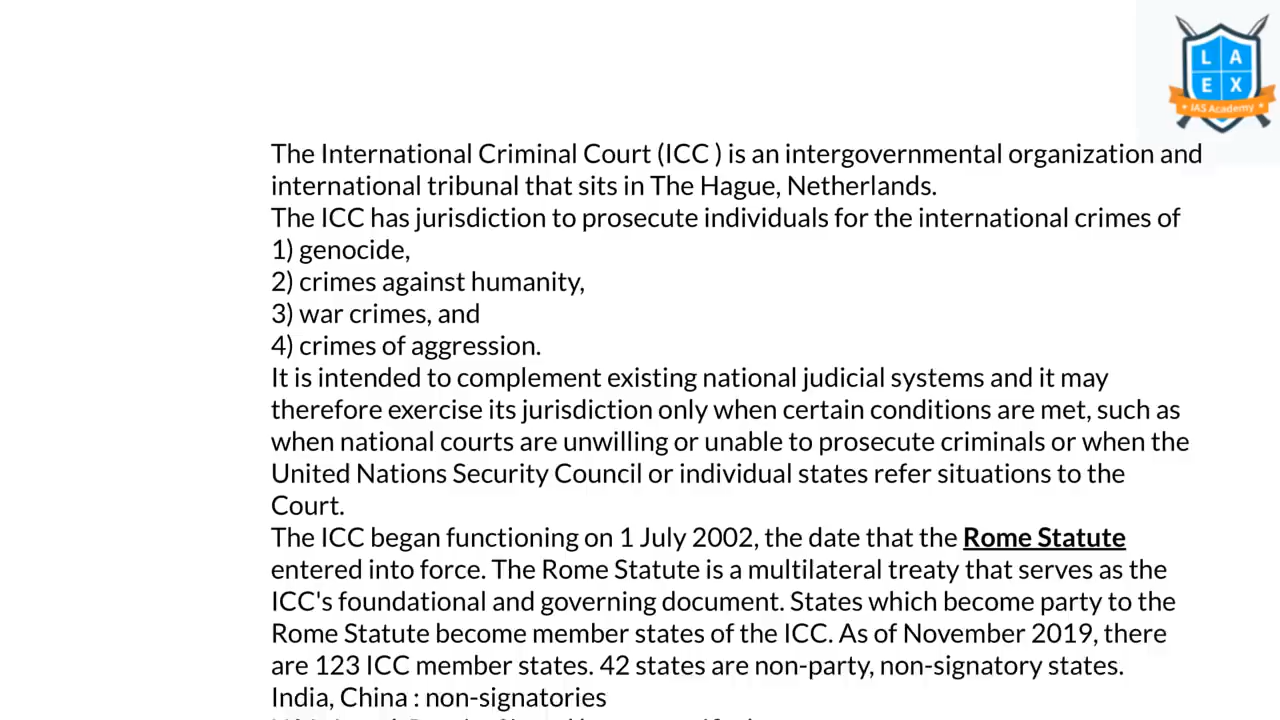 L A
E X
IAS Academy
The International Criminal Court (ICC ) is an intergovernmental organization and
international tribunal that sits in The Hague, Netherlands.
The ICC has jurisdiction to prosecute individuals for the international crimes of
1) genocide,
2) crimes against humanity,
3) war crimes, and
4) crimes of aggression.
It is intended to complement existing national judicial systems and it may
therefore exercise its jurisdiction only when certain conditions are met, such as
when national courts are unwilling or unable to prosecute criminals or when the
United Nations Security Council or individual states refer situations to the
Court.
The ICC began functioning on 1 July 2002, the date that the Rome Statute
entered into force. The Rome Statute is a multilateral treaty that serves as the
ICC's foundational and governing document. States which become party to the
Rome Statute become member states of the ICC. As of November 2019, there
are 123 ICC member states. 42 states are non-party, non-signatory states.
India, China : non-signatories